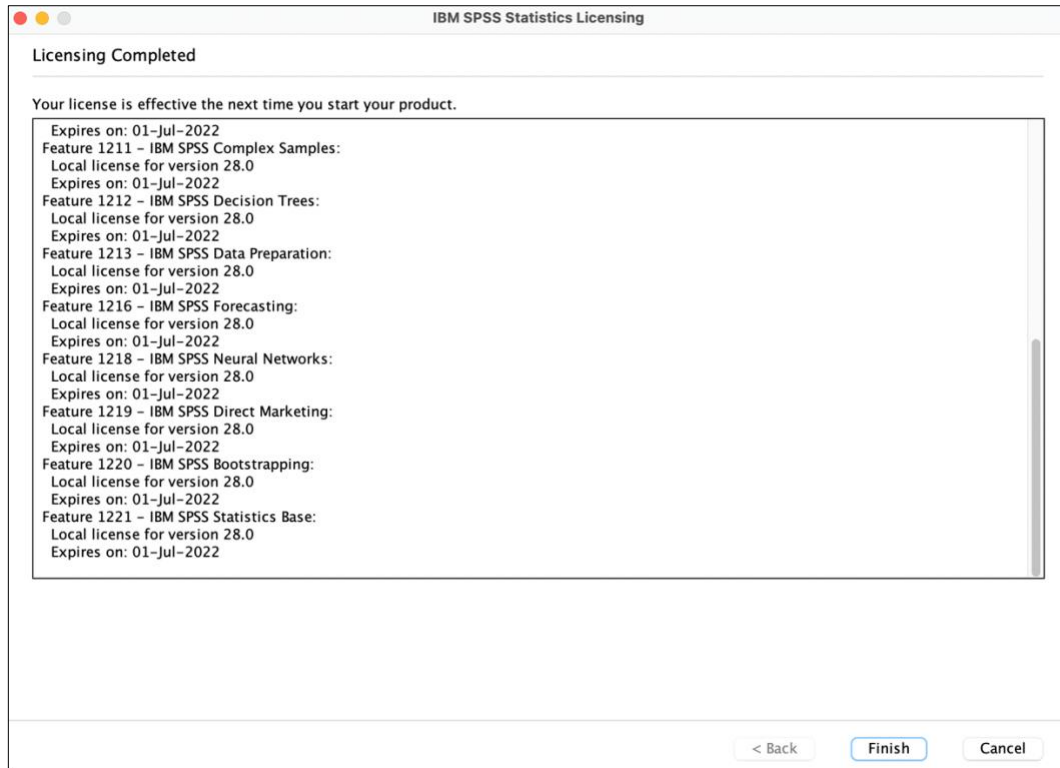 IBM SPSS Statistics Licensing
Licensing Completed
Your license is effective the next time you start your product.
Expires on: 01-Jul-2022
Feature 1211 - IBM SPSS Complex Samples:
Local license for version 28.0
Expires on: 01-Jul-2022
Feature 1212 - IBM SPSS Decision Trees:
Local license for version 28.0
Expires on: 01-Jul-2022
Feature 1213 - IBM SPSS Data Preparation:
Local license for version 28.0
Expires on: 01-Jul-2022
Feature 1216 - IBM SPSS Forecasting:
Local license for version 28.0
Expires on: 01-Jul-2022
Feature 1218 - IBM SPSS Neural Networks:
Local license for version 28.0
Expires on: 01-Jul-2022
Feature 1219 - IBM SPSS Direct Marketing:
Local license for version 28.0
Expires on: 01-Jul-2022
Feature 1220 - IBM SPSS Bootstrapping:
Local license for version 28.0
Expires on: 01-Jul-2022
Feature 1221 - IBM SPSS Statistics Base:
Local license for version 28.0
Expires on: 01-Jul-2022
< Back Finish Cancel